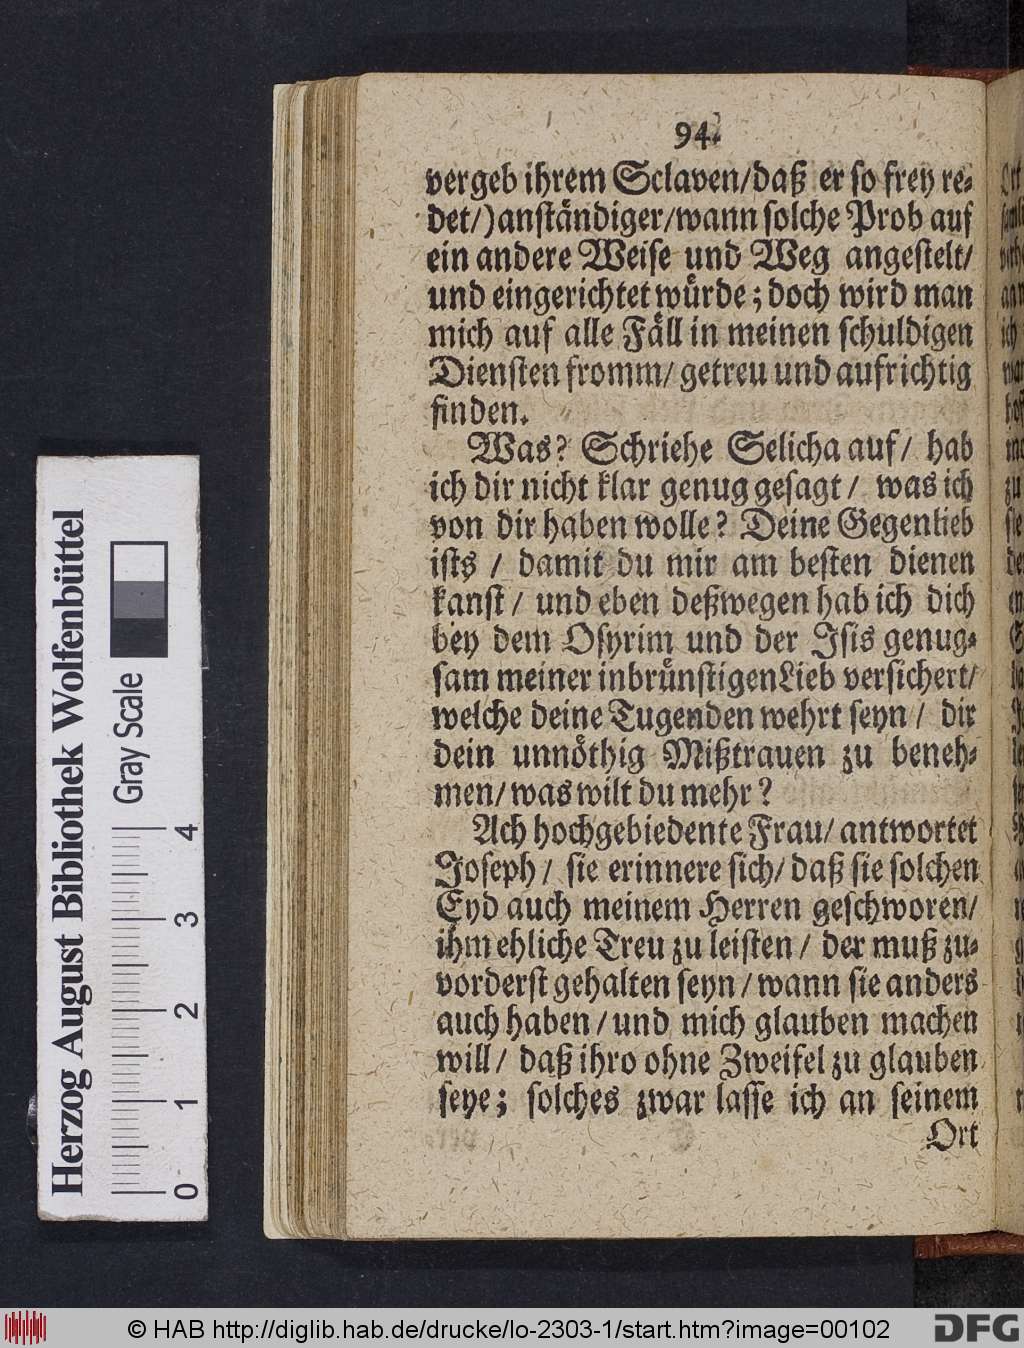 94.
vergeb ihrem Sclaven/daß er so frey re-
det/)anständiger/wann solche Prob auf
ein andere Weise und Weg angestelt/
und eingerichtet würde; doch wird man
mich auf alle Fäll in meinen schuldigen
Diensten fromm/ getreu und aufrichtig
finden.
Was? Schriehe Selicha auf/ hab
ich dir nicht klar genug gesagt/ was ich
von dir haben wolle? Deine Gegenlieb
ists / damit du mir am besten dienen
kanst/ und eben deßwegen hab ich dich
bey dem Osyrim und der Isis genug-
sam meiner inbrünstigen Lieb versichert/
welche deine Tugenden wehrt seyn/ dir
dein unnöthig Mißtrauen zu beneh-
men/ was wilt du mehr?
Ach hochgebiedente Frau/ antwortet
Joseph/ sie erinnere sich/ daß sie solchen
Eyd auch meinem Herren geschworen/
ihm ehliche Treu zu leisten/ der muß zu-
vorderst gehalten seyn/ wann sie anders
auch haben/ und mich glauben machen
will/ daß ihro ohne Zweifel zu glauben
seye; solches zwar lasse ich an seinem
Ort
Herzog August Bibliothek Wolfenbüttel
Gray Scale
0 1 2 3 4
© HAB http://diglib.hab.de/drucke/lo-2303-1/start.htm?image=00102
DFG